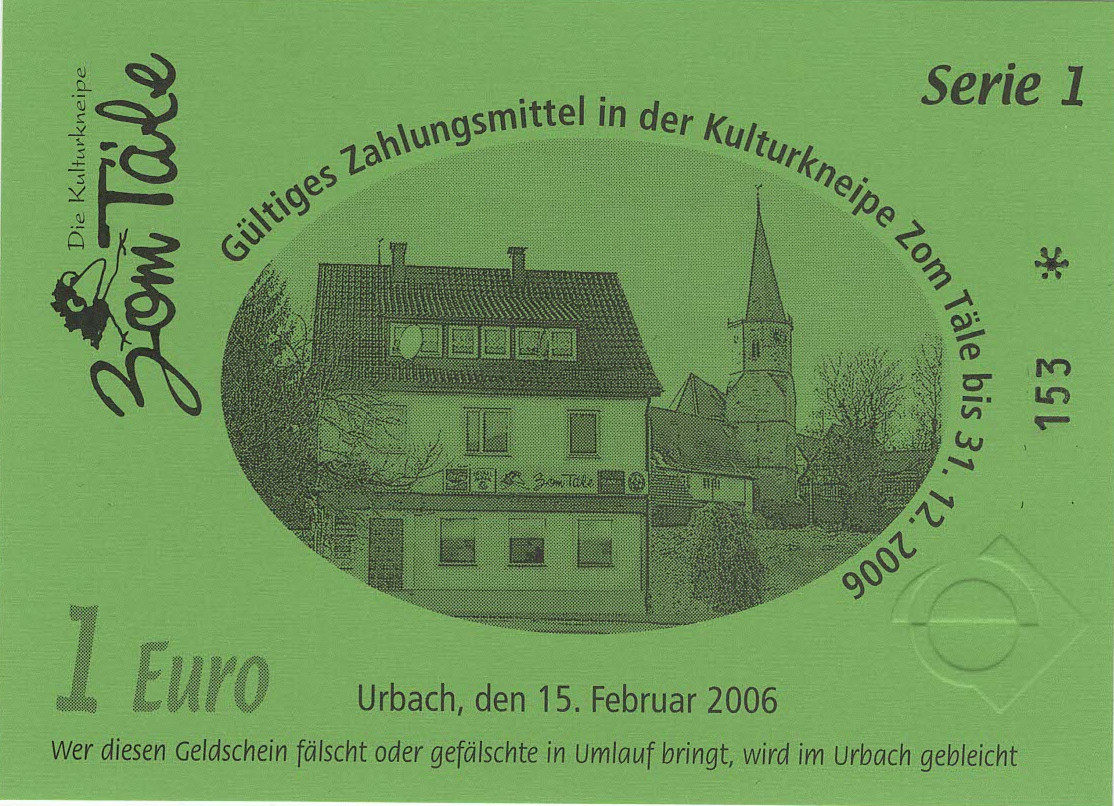 Die Kulturkneipe
Zom Täle
Serie 1
Gültiges Zahlungsmittel in der Kulturkneipe Zom Täle bis 31. 12. 2006
153 *
Zom Täle
1 Euro
Urbach, den 15. Februar 2006
Wer diesen Geldschein fälscht oder gefälschte in Umlauf bringt, wird im Urbach gebleicht